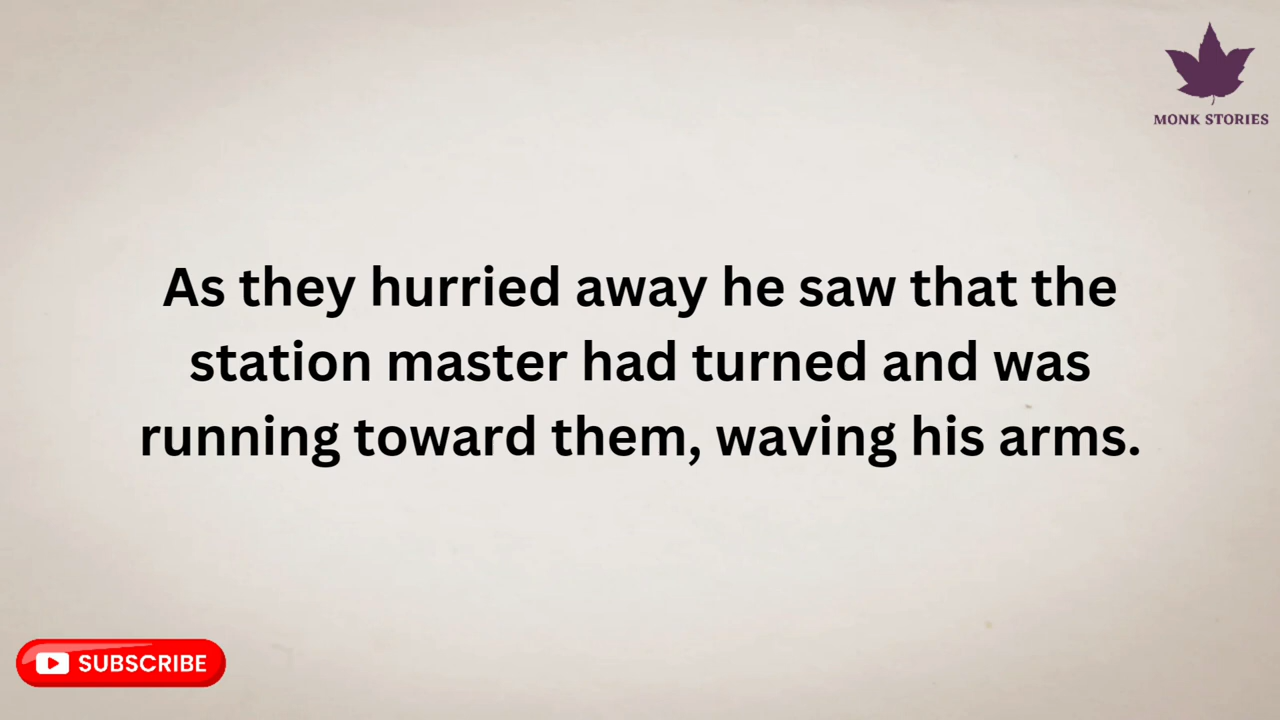 MONK STORIES
As they hurried away he saw that the
station master had turned and was
running toward them, waving his arms.
SUBSCRIBE